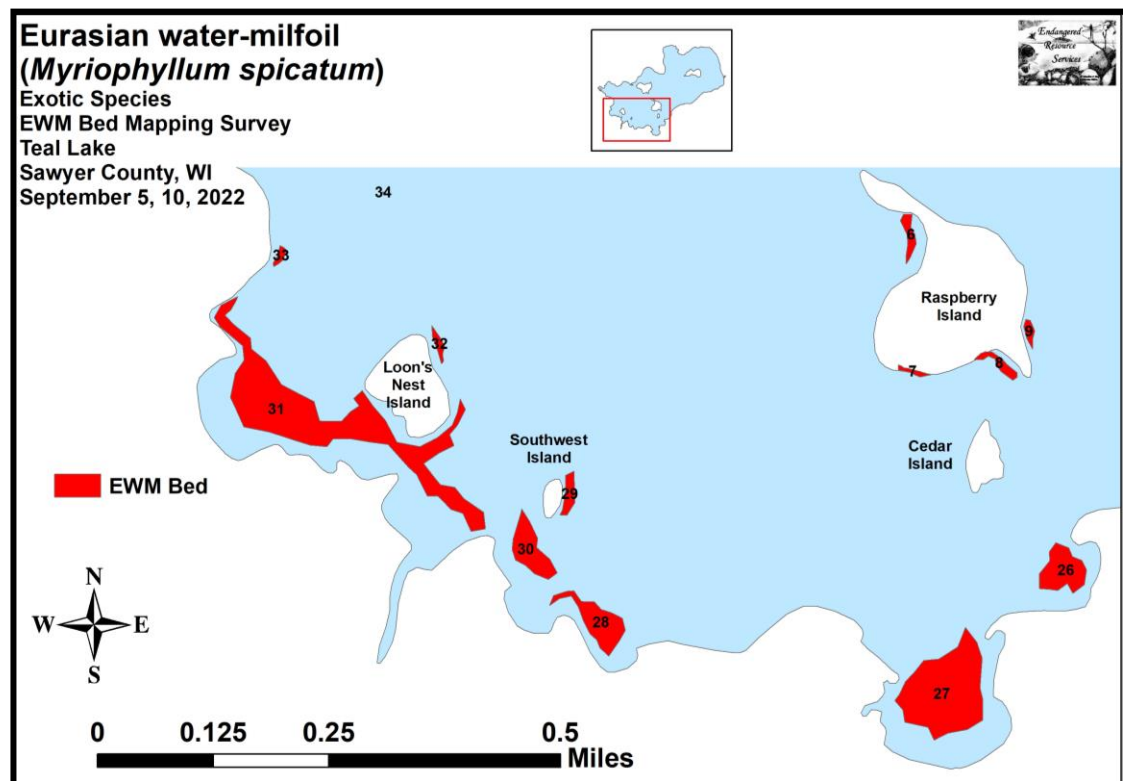 Eurasian water-milfoil
(Myriophyllum spicatum)
Exotic Species
EWM Bed Mapping Survey
Teal Lake
Sawyer County, WI
September 5, 10, 2022
Endangered
Resource
Services
34
33
6
Raspberry
Island
9
32
7
8
Loon's
Nest
Island
31
Southwest
Island
Cedar
Island
EWM Bed
29
30
26
28
27
N
W
E
S
0
0.125
0.25
0.5
Miles